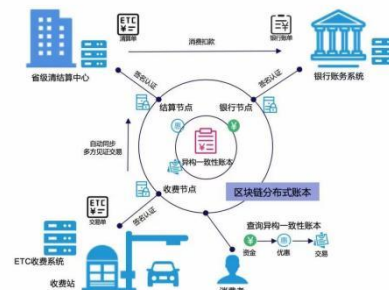 ETC
清算单
消费扣款
银行账单
省级清结算中心
签名认证
签名认证
银行账务系统
结算节点
银行节点
自动同步
多方见证交易
异构一致性账本
收费节点
区块链分布式账本
ETC
交易单
签名认证
查询异构一致性账本
ETC收费系统
资金
优惠
交易
收费站
消费者